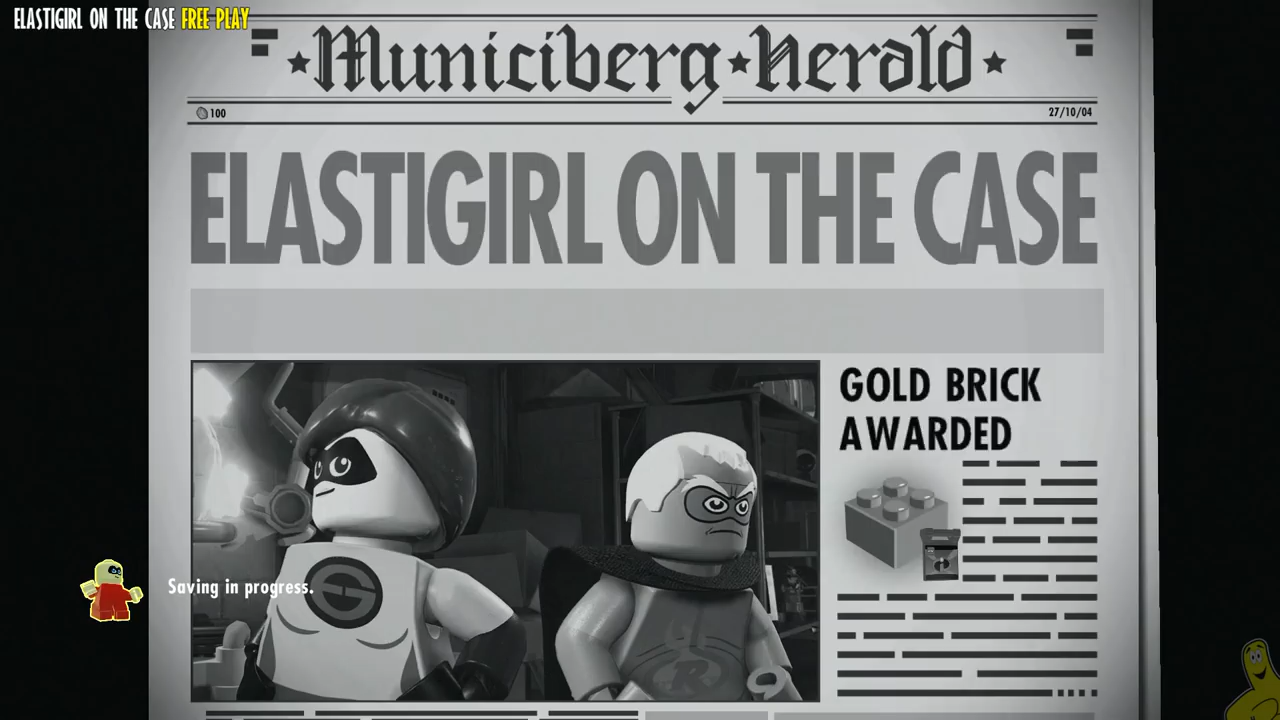 ELASTIGIRL ON THE CASE FREE PLAY
Municiberg Herald
100
27/10/04
ELASTIGIRL ON THE CASE
GOLD BRICK
AWARDED
R
Saving in progress.